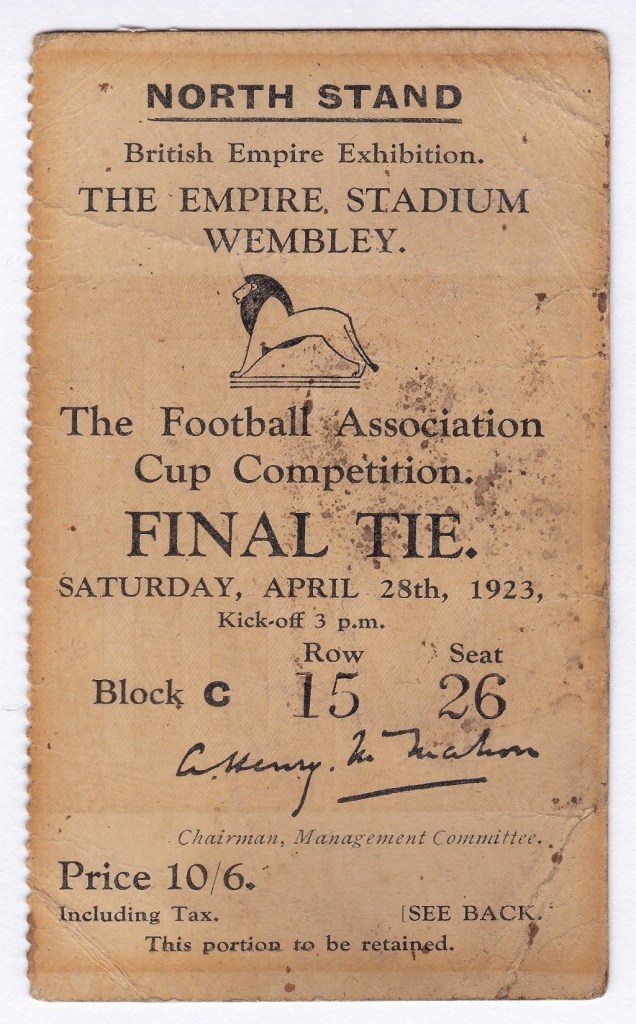 NORTH STAND
British Empire Exhibition.
THE EMPIRE STADIUM
WEMBLEY.
The Football Association
Cup Competition.
FINAL TIE.
SATURDAY, APRIL 28th, 1923,
Kick-off 3 p.m.
Row Seat
Block C 15 26
A. Henry. McMahon
Chairman, Management Committee.
Price 10/6.
Including Tax. [SEE BACK.
This portion to be retained.